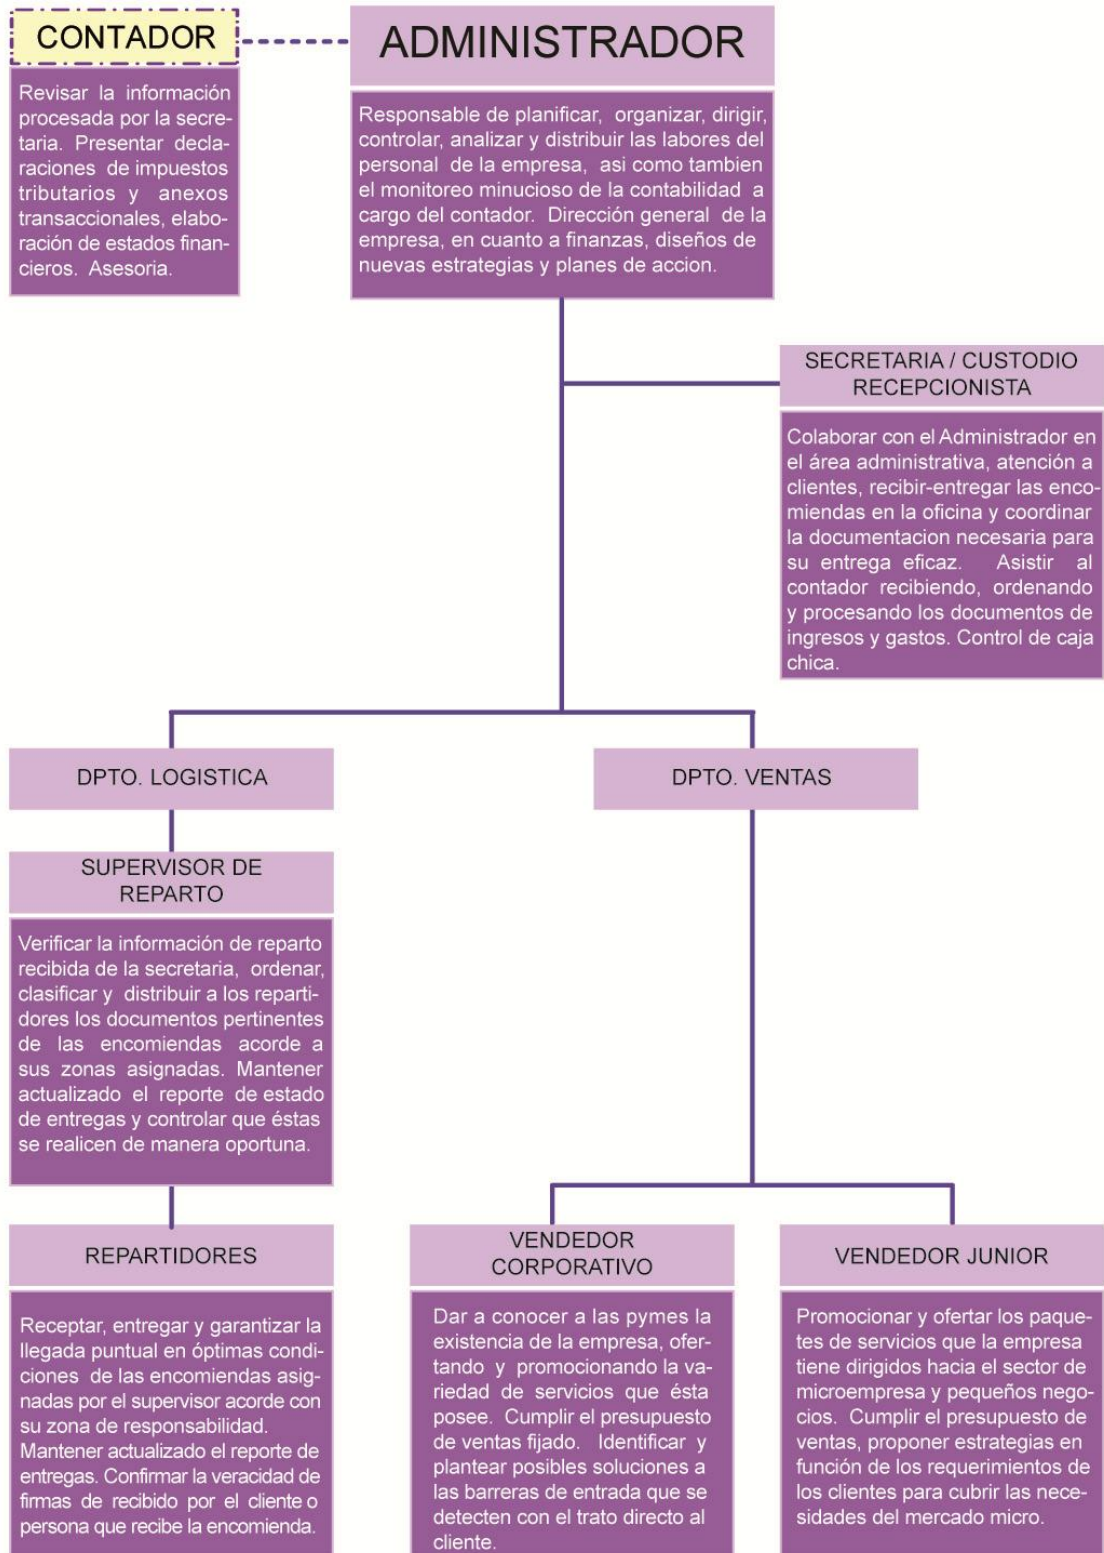 CONTADOR
Revisar la información
procesada por la secre-
taria. Presentar decla-
raciones de impuestos
tributarios y anexos
transaccionales, elabo-
ración de estados finan-
cieros. Asesoria.
ADMINISTRADOR
Responsable de planificar, organizar, dirigir,
controlar, analizar y distribuir las labores del
personal de la empresa, asi como tambien
el monitoreo minucioso de la contabilidad a
cargo del contador. Dirección general de la
empresa, en cuanto a finanzas, diseños de
nuevas estrategias y planes de accion.
SECRETARIA / CUSTODIO
RECEPCIONISTA
Colaborar con el Administrador en
el área administrativa, atención a
clientes, recibir-entregar las enco-
miendas en la oficina y coordinar
la documentacion necesaria para
su entrega eficaz. Asistir al
contador recibiendo, ordenando
y procesando los documentos de
ingresos y gastos. Control de caja
chica.
DPTO. LOGISTICA
DPTO. VENTAS
SUPERVISOR DE
REPARTO
Verificar la información de reparto
recibida de la secretaria, ordenar,
clasificar y distribuir a los reparti-
dores los documentos pertinentes
de las encomiendas acorde a
sus zonas asignadas. Mantener
actualizado el reporte de estado
de entregas y controlar que éstas
se realicen de manera oportuna.
REPARTIDORES
Receptar, entregar y garantizar la
llegada puntual en óptimas condi-
ciones de las encomiendas asig-
nadas por el supervisor acorde con
su zona de responsabilidad.
Mantener actualizado el reporte de
entregas. Confirmar la veracidad de
firmas de recibido por el cliente o
persona que recibe la encomienda.
VENDEDOR
CORPORATIVO
Dar a conocer a las pymes la
existencia de la empresa, ofer-
tando y promocionando la va-
riedad de servicios que ésta
posee. Cumplir el presupuesto
de ventas fijado. Identificar y
plantear posibles soluciones a
las barreras de entrada que se
detecten con el trato directo al
cliente.
VENDEDOR JUNIOR
Promocionar y ofertar los paque-
tes de servicios que la empresa
tiene dirigidos hacia el sector de
microempresa y pequeños nego-
cios. Cumplir el presupuesto de
ventas, proponer estrategias en
función de los requerimientos de
los clientes para cubrir las nece-
sidades del mercado micro.